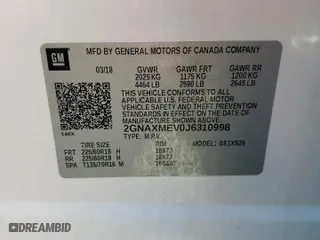 GM
MFD BY GENERAL MOTORS OF CANADA COMPANY
03/18 GVWR GAWR FRT GAWR RR
2025 KG 1175 KG 1200 KG
4464 LB 2590 LB 2645 LB
THIS VEHICLE CONFORMS TO ALL
APPLICABLE U.S. FEDERAL MOTOR
VEHICLE SAFETY AND THEFT PREVENTION
STANDARDS IN EFFECT ON THE DATE OF
MANUFACTURE SHOWN ABOVE.
2GNAXMEV0J6310998
TYPE: M.P.V.
TIRE SIZE RIM
FRT 225/60R18 H 18X7J
RR 225/60R18 H 18X7J
SPA T135/70R16 M 16X4BT
DRIVEDATABASE.COM